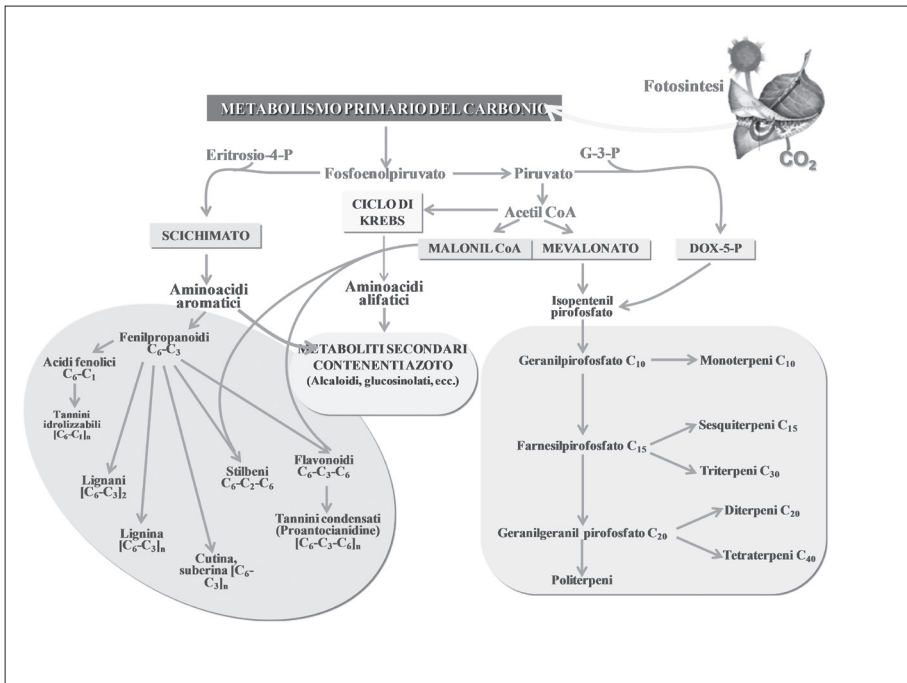 Fotosintesi
METABOLISMO PRIMARIO DEL CARBONIO
CO₂
Eritrosio-4-P
G-3-P
Fosfoenolpiruvato
Piruvato
CICLO DI
KREBS
Acetil CoA
SCICHIMATO
MALONIL CoA
MEVALONATO
DOX-5-P
Aminoacidi
aromatici
Aminoacidi
alifatici
Isopentenil
pirofosfato
Fenilpropanoidi
C₆-C₃
METABOLITI SECONDARI
CONTENENTI AZOTO
(Alcaloidi, glucosinolati, ecc.)
Acidi fenolici
C₆-C₁
Geranilpirofosfato C₁₀
Monoterpeni C₁₀
Tannini
idrolizzabili
[C₆-C₁]ₙ
Sesquiterpeni C₁₅
Farnesilpirofosfato C₁₅
Triterpeni C₃₀
Lignani
[C₆-C₃]₂
Stilbeni
C₆-C₂-C₆
Flavonoidi
C₆-C₃-C₆
Diterpeni C₂₀
Lignina
[C₆-C₃]ₙ
Tannini condensati
(Proantocianidine)
[C₆-C₃-C₆]ₙ
Geranilgeranil pirofosfato C₂₀
Tetraterpeni C₄₀
Cutina,
suberina [C₆-
C₃]ₙ
Politerpeni